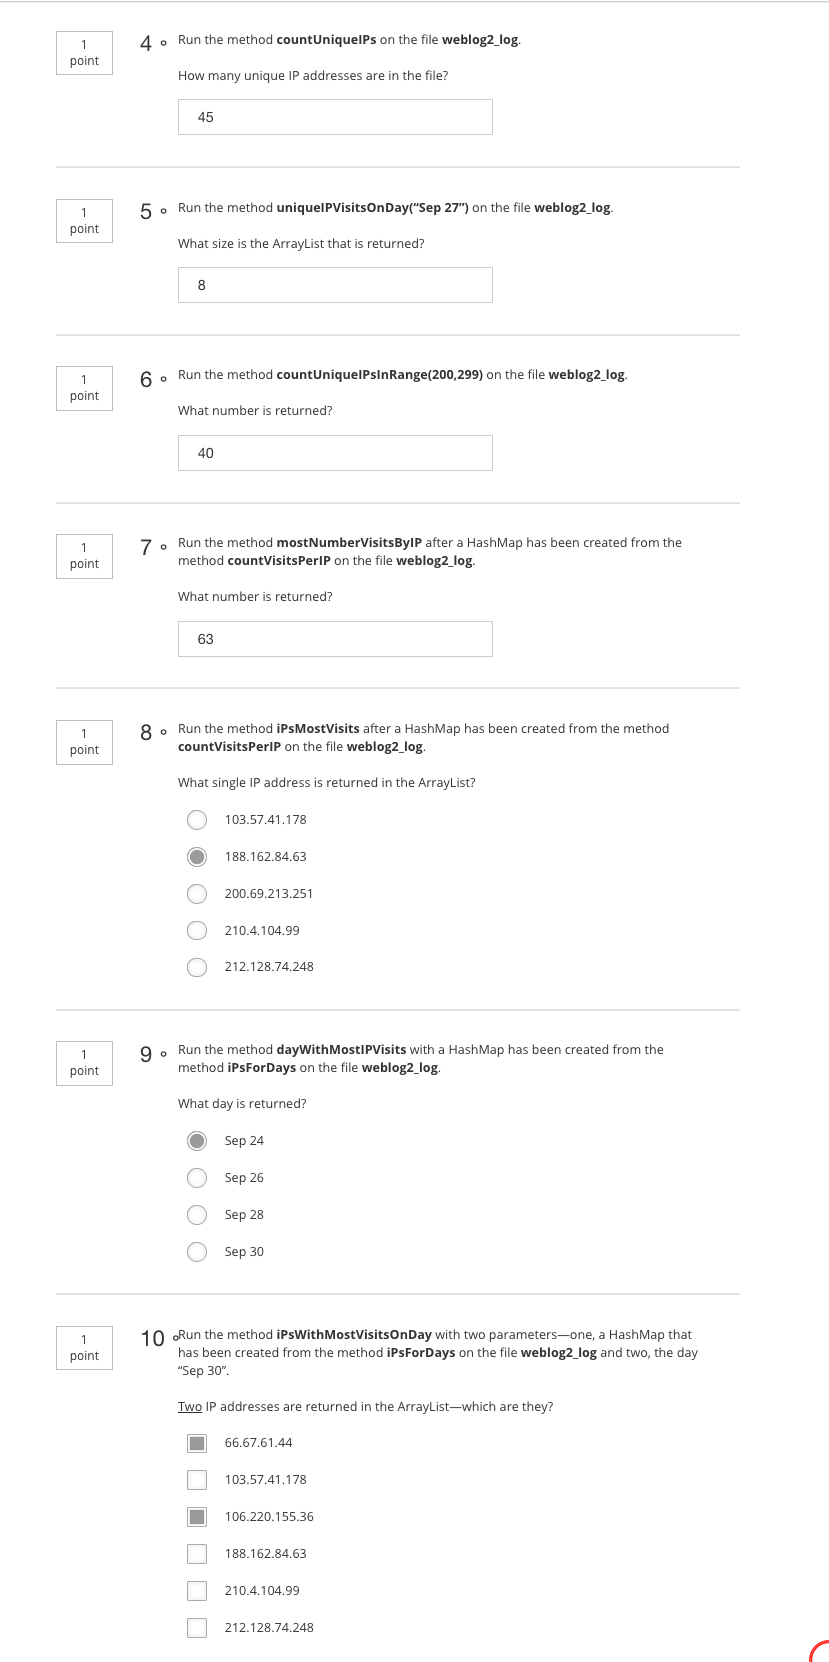 1
point
4
Run the method countUniqueIPs on the file weblog2_log.
How many unique IP addresses are in the file?
45
1
point
5
Run the method uniqueIPVisitsOnDay(“Sep 27”) on the file weblog2_log.
What size is the ArrayList that is returned?
8
1
point
6
Run the method countUniqueIPsInRange(200,299) on the file weblog2_log.
What number is returned?
40
1
point
7
Run the method mostNumberVisitsByIP after a HashMap has been created from the
method countVisitsPerIP on the file weblog2_log.
What number is returned?
63
1
point
8
Run the method iPsMostVisits after a HashMap has been created from the method
countVisitsPerIP on the file weblog2_log.
What single IP address is returned in the ArrayList?
103.57.41.178
188.162.84.63
200.69.213.251
210.4.104.99
212.128.74.248
1
point
9
Run the method dayWithMostIPVisits with a HashMap has been created from the
method iPsForDays on the file weblog2_log.
What day is returned?
Sep 24
Sep 26
Sep 28
Sep 30
1
point
10
Run the method iPsWithMostVisitsOnDay with two parameters—one, a HashMap that
has been created from the method iPsForDays on the file weblog2_log and two, the day
“Sep 30”.
Two IP addresses are returned in the ArrayList—which are they?
66.67.61.44
103.57.41.178
106.220.155.36
188.162.84.63
210.4.104.99
212.128.74.248